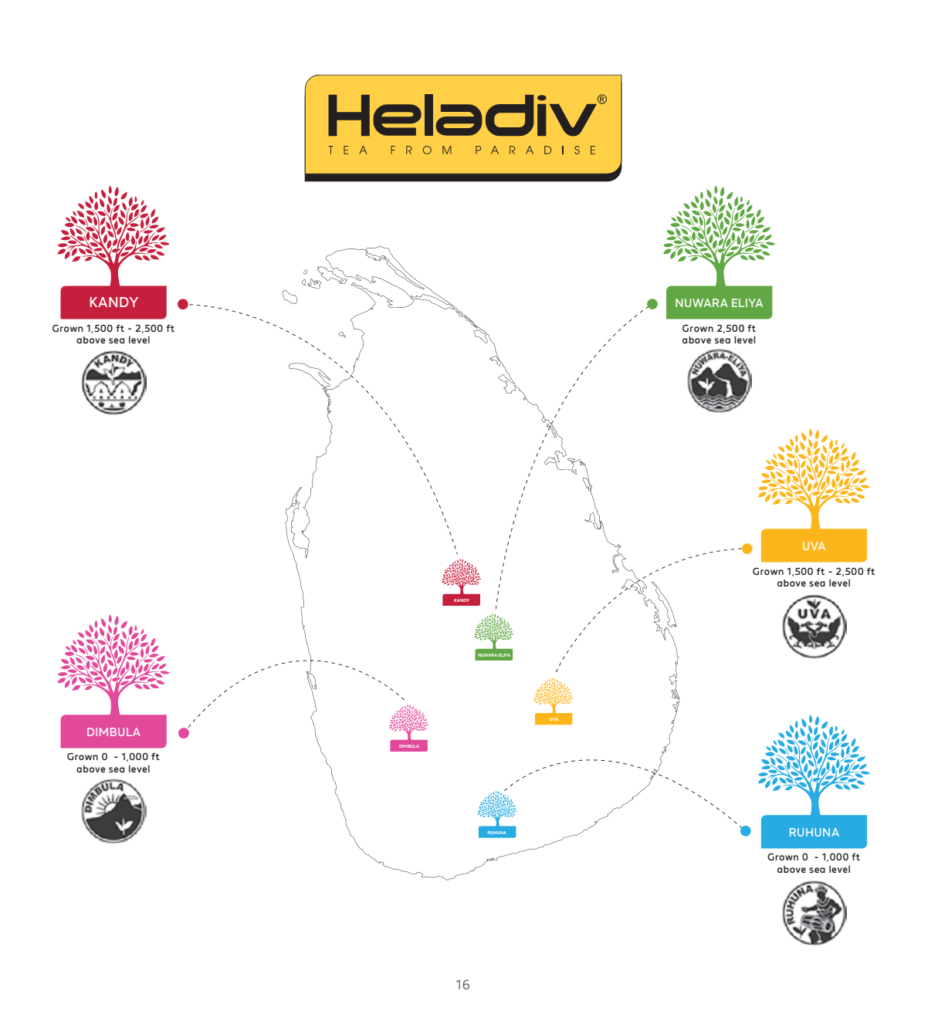 Heladiv®
TEA FROM PARADISE
KANDY
Grown 1,500 ft - 2,500 ft
above sea level
KANDY
NUWARA ELIYA
Grown 2,500 ft
above sea level
NUWARA-ELIYA
UVA
Grown 1,500 ft - 2,500 ft
above sea level
UVA
KANDY
NUWARA ELIYA
UVA
DIMBULA
RUHUNA
DIMBULA
Grown 0 - 1,000 ft
above sea level
DIMBULA
RUHUNA
Grown 0 - 1,000 ft
above sea level
RUHUNA
16